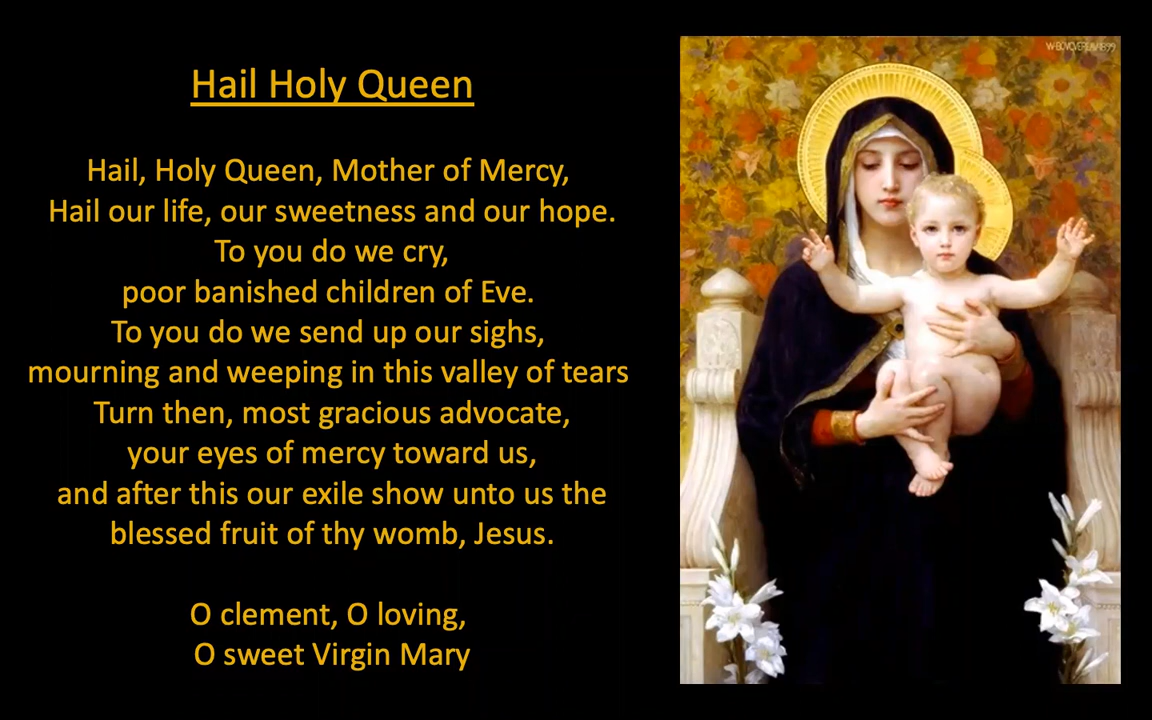 Hail Holy Queen
Hail, Holy Queen, Mother of Mercy,
Hail our life, our sweetness and our hope.
To you do we cry,
poor banished children of Eve.
To you do we send up our sighs,
mourning and weeping in this valley of tears
Turn then, most gracious advocate,
your eyes of mercy toward us,
and after this our exile show unto us the
blessed fruit of thy womb, Jesus.
O clement, O loving,
O sweet Virgin Mary